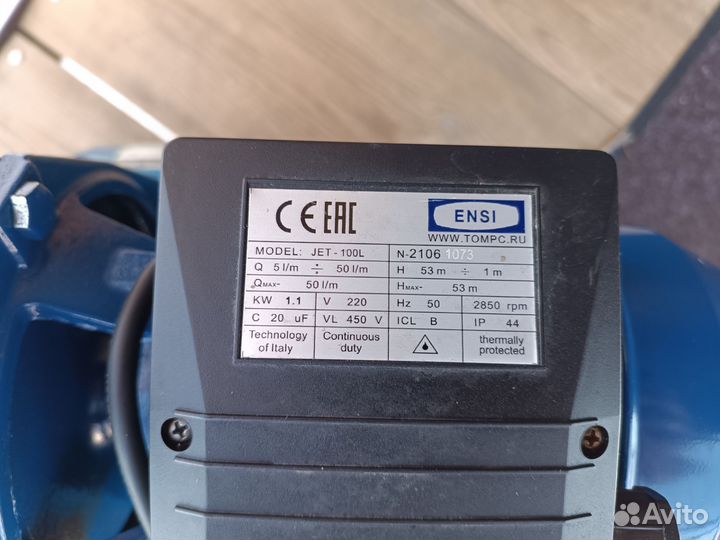 CE EAC
ENSI
WWW.TOMPC.RU
MODEL: JET - 100L N-2106 1073
Q 5 l/m ÷ 50 l/m H 53 m ÷ 1 m
QMAX- 50 l/m HMAX- 53 m
KW 1.1 V 220 Hz 50 2850 rpm
C 20 uF VL 450 V ICL B IP 44
Technology of Italy
Continuous duty
thermally protected
Avito